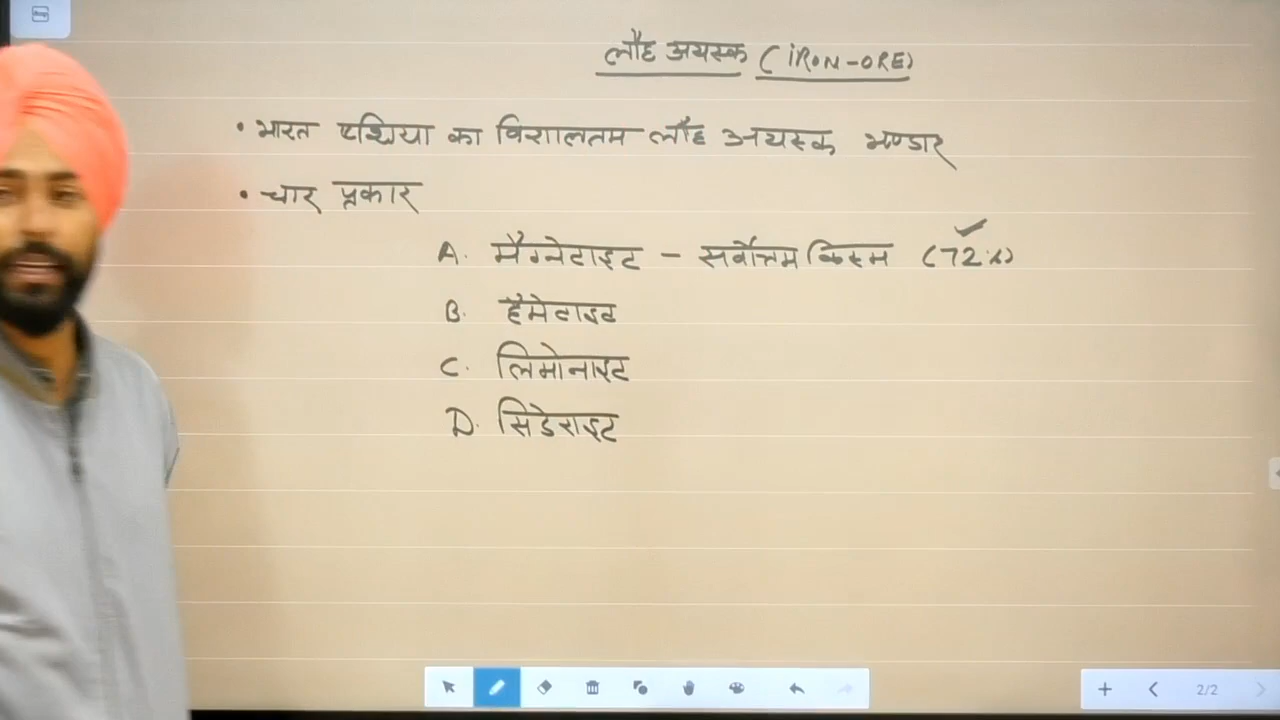 लौह अयस्क (IRON-ORE)
• भारत एशिया का विशालतम लौह अयस्क भण्डार
• चार प्रकार
A. मैग्नेटाइट - सर्वोत्तम किस्म (72%)
B. हैमेटाइट
C. लिमोनाइट
D. सिडेराइट
2/2